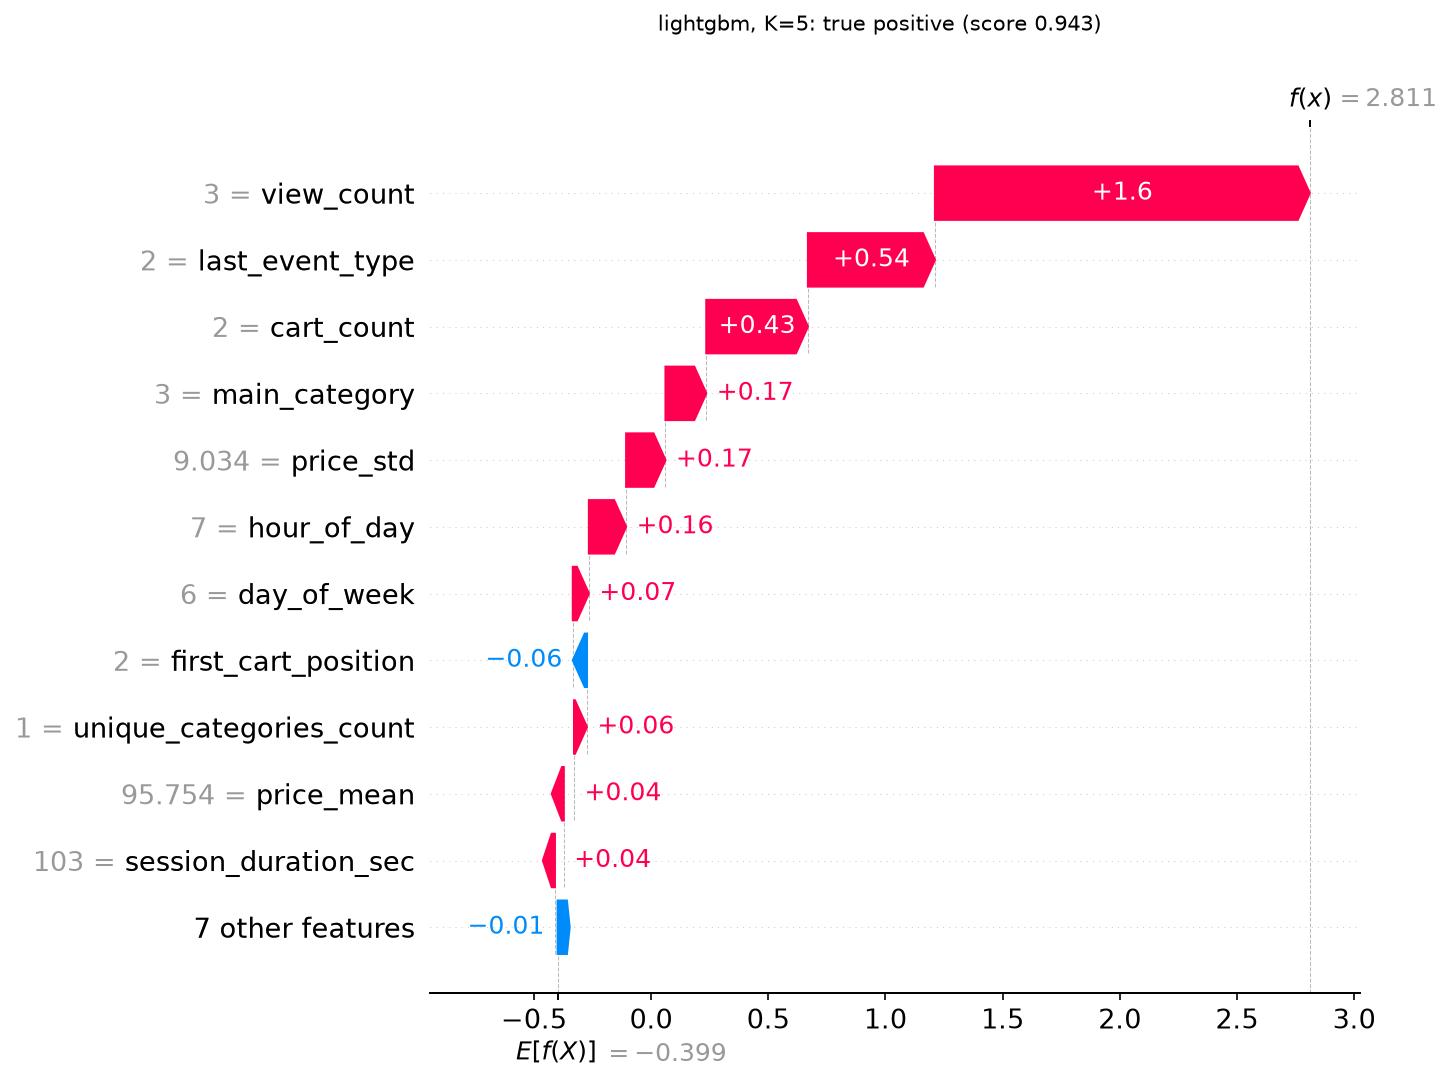 lightgbm, K=5: true positive (score 0.943)
f(x) = 2.811
3 = view_count +1.6
2 = last_event_type +0.54
2 = cart_count +0.43
3 = main_category +0.17
9.034 = price_std +0.17
7 = hour_of_day +0.16
6 = day_of_week +0.07
2 = first_cart_position −0.06
1 = unique_categories_count +0.06
95.754 = price_mean +0.04
103 = session_duration_sec +0.04
7 other features −0.01
−0.5 0.0 0.5 1.0 1.5 2.0 2.5 3.0
E[f(X)] = −0.399